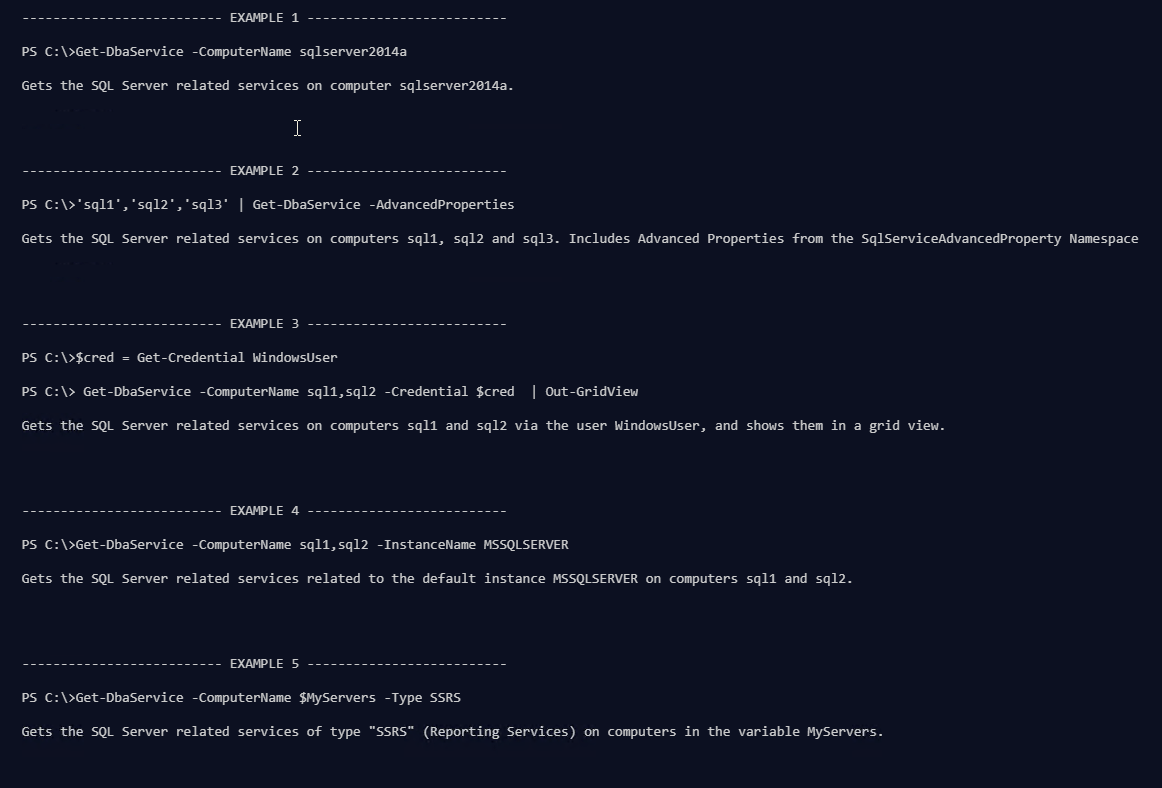 -------------------------- EXAMPLE 1 --------------------------
PS C:\>Get-DbaService -ComputerName sqlserver2014a
Gets the SQL Server related services on computer sqlserver2014a.
-------------------------- EXAMPLE 2 --------------------------
PS C:\>'sql1','sql2','sql3' | Get-DbaService -AdvancedProperties
Gets the SQL Server related services on computers sql1, sql2 and sql3. Includes Advanced Properties from the SqlServiceAdvancedProperty Namespace
-------------------------- EXAMPLE 3 --------------------------
PS C:\>$cred = Get-Credential WindowsUser
PS C:\> Get-DbaService -ComputerName sql1,sql2 -Credential $cred  | Out-GridView
Gets the SQL Server related services on computers sql1 and sql2 via the user WindowsUser, and shows them in a grid view.
-------------------------- EXAMPLE 4 --------------------------
PS C:\>Get-DbaService -ComputerName sql1,sql2 -InstanceName MSSQLSERVER
Gets the SQL Server related services related to the default instance MSSQLSERVER on computers sql1 and sql2.
-------------------------- EXAMPLE 5 --------------------------
PS C:\>Get-DbaService -ComputerName $MyServers -Type SSRS
Gets the SQL Server related services of type "SSRS" (Reporting Services) on computers in the variable MyServers.